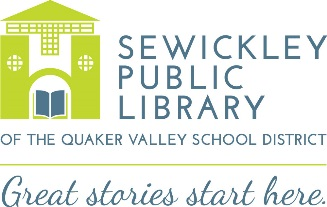 SEWICKLEY
PUBLIC
LIBRARY
OF THE QUAKER VALLEY SCHOOL DISTRICT
Great stories start here.